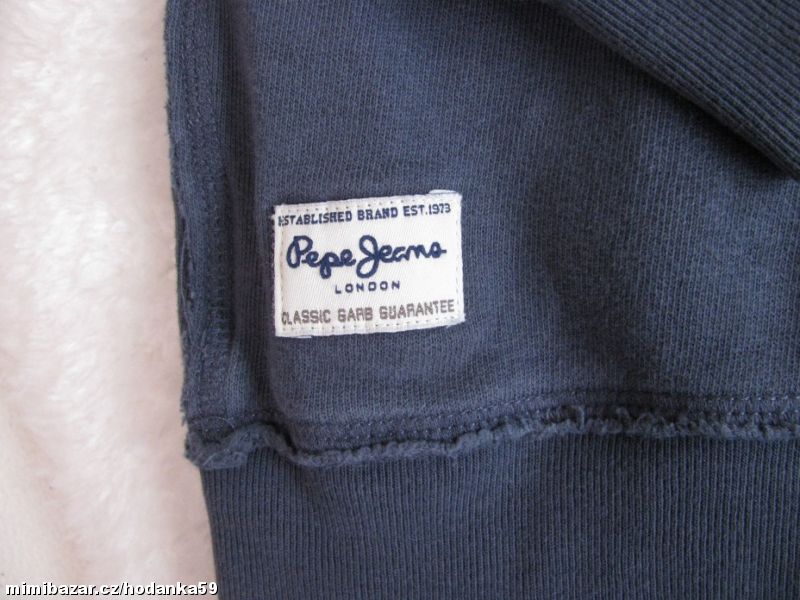 ESTABLISHED BRAND EST.1973
Pepe Jeans
LONDON
CLASSIC GARB GUARANTEE
mimibazar.cz/hodanka59